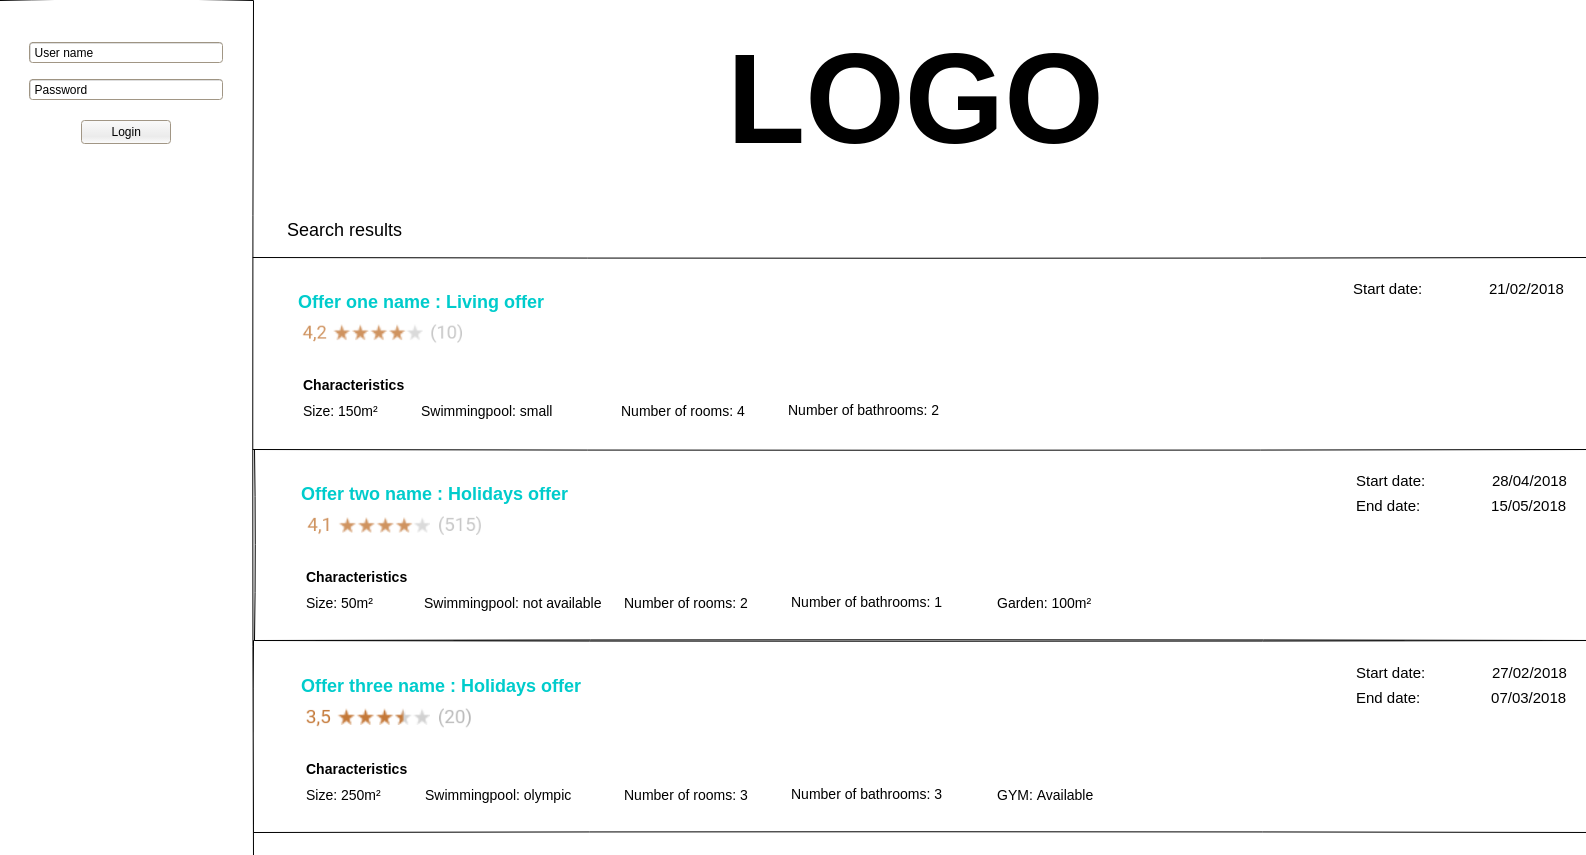 User name
Password
Login
LOGO
Search results
Offer one name : Living offer
Start date: 21/02/2018
4,2 (10)
Characteristics
Size: 150m² Swimmingpool: small Number of rooms: 4 Number of bathrooms: 2
Offer two name : Holidays offer
Start date: 28/04/2018
End date: 15/05/2018
4,1 (515)
Characteristics
Size: 50m² Swimmingpool: not available Number of rooms: 2 Number of bathrooms: 1 Garden: 100m²
Offer three name : Holidays offer
Start date: 27/02/2018
End date: 07/03/2018
3,5 (20)
Characteristics
Size: 250m² Swimmingpool: olympic Number of rooms: 3 Number of bathrooms: 3 GYM: Available